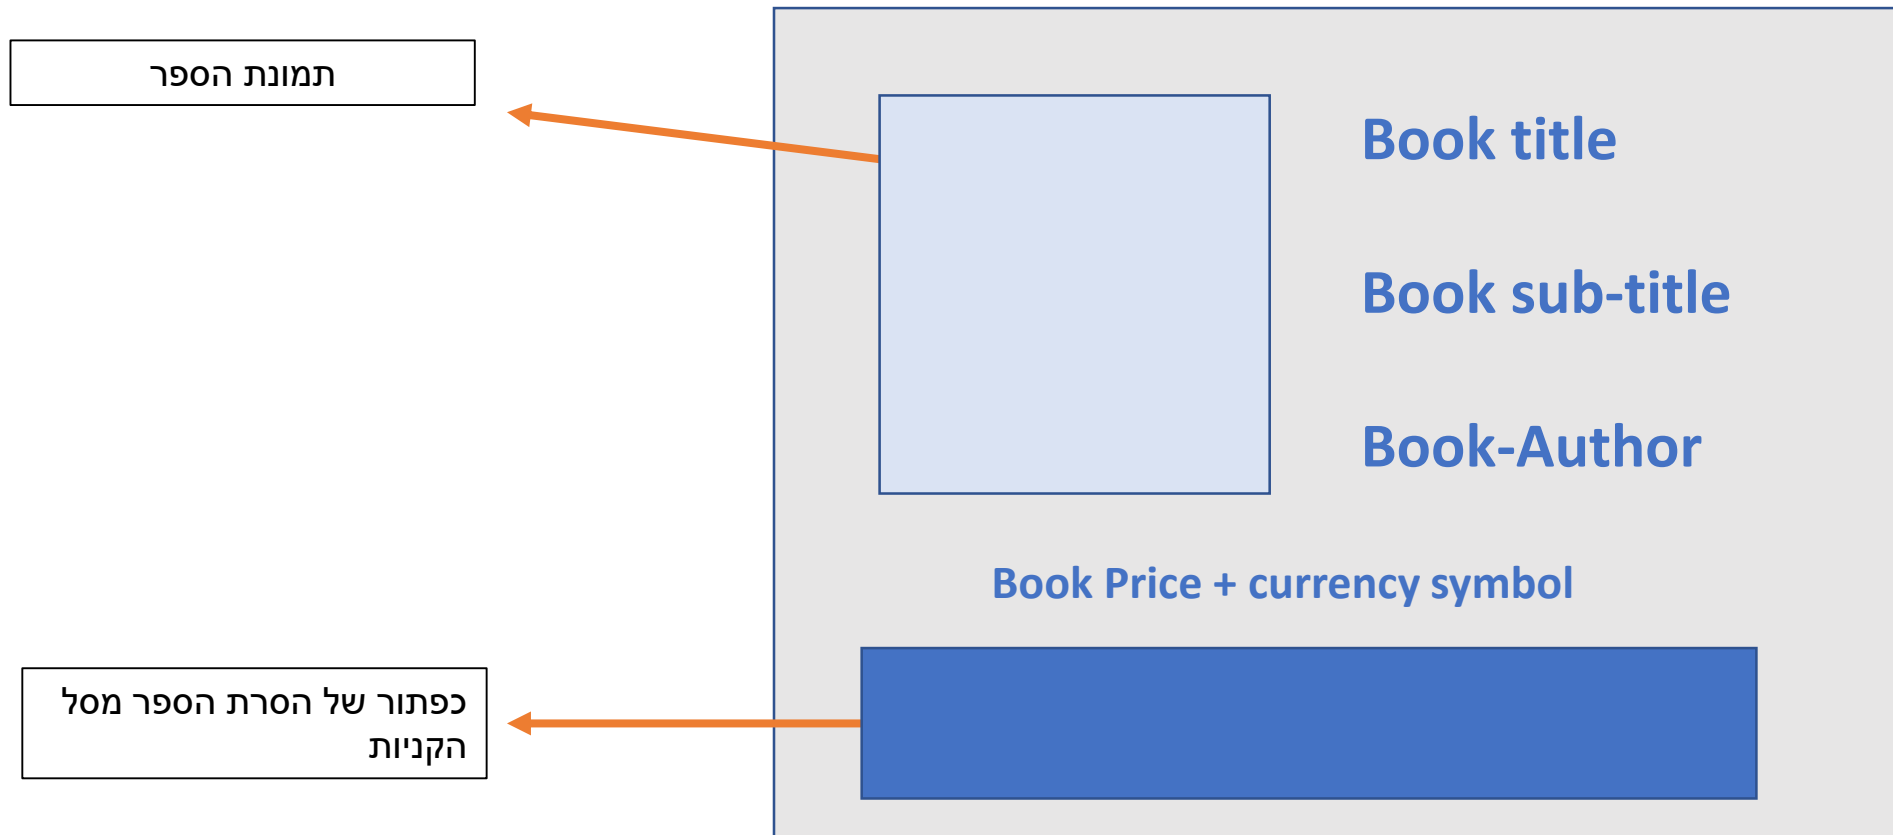 תמונת הספר
Book title
Book sub-title
Book-Author
Book Price + currency symbol
כפתור של הסרת הספר מסל
הקניות